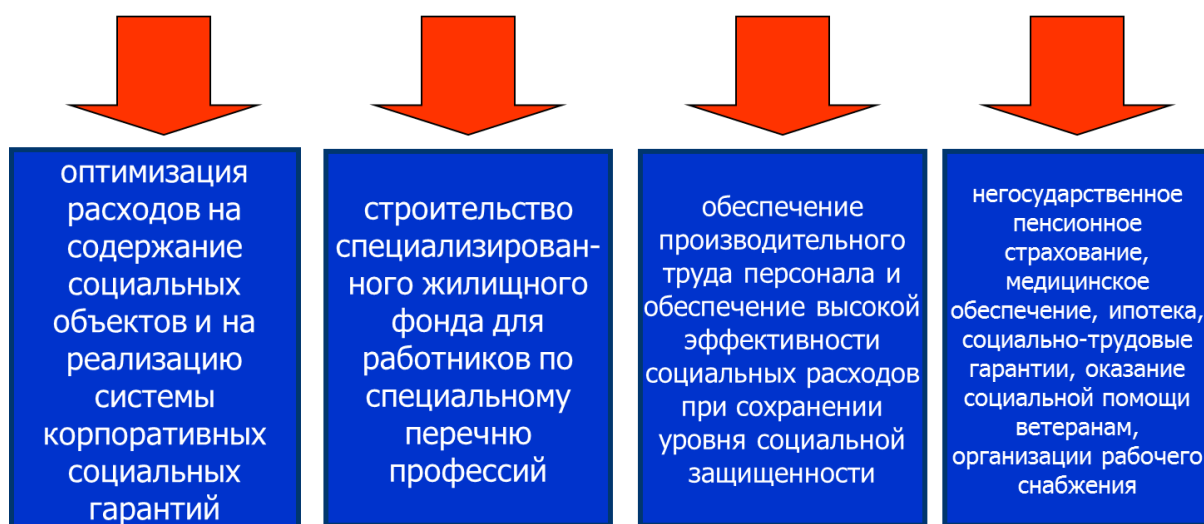 оптимизация
расходов на
содержание
социальных
объектов и на
реализацию
системы
корпоративных
социальных
гарантий
строительство
специализирован-
ного жилищного
фонда для
работников по
специальному
перечню
профессий
обеспечение
производительного
труда персонала и
обеспечение высокой
эффективности
социальных расходов
при сохранении
уровня социальной
защищенности
негосударственное
пенсионное
страхование,
медицинское
обеспечение, ипотека,
социально-трудовые
гарантии, оказание
социальной помощи
ветеранам,
организации рабочего
снабжения